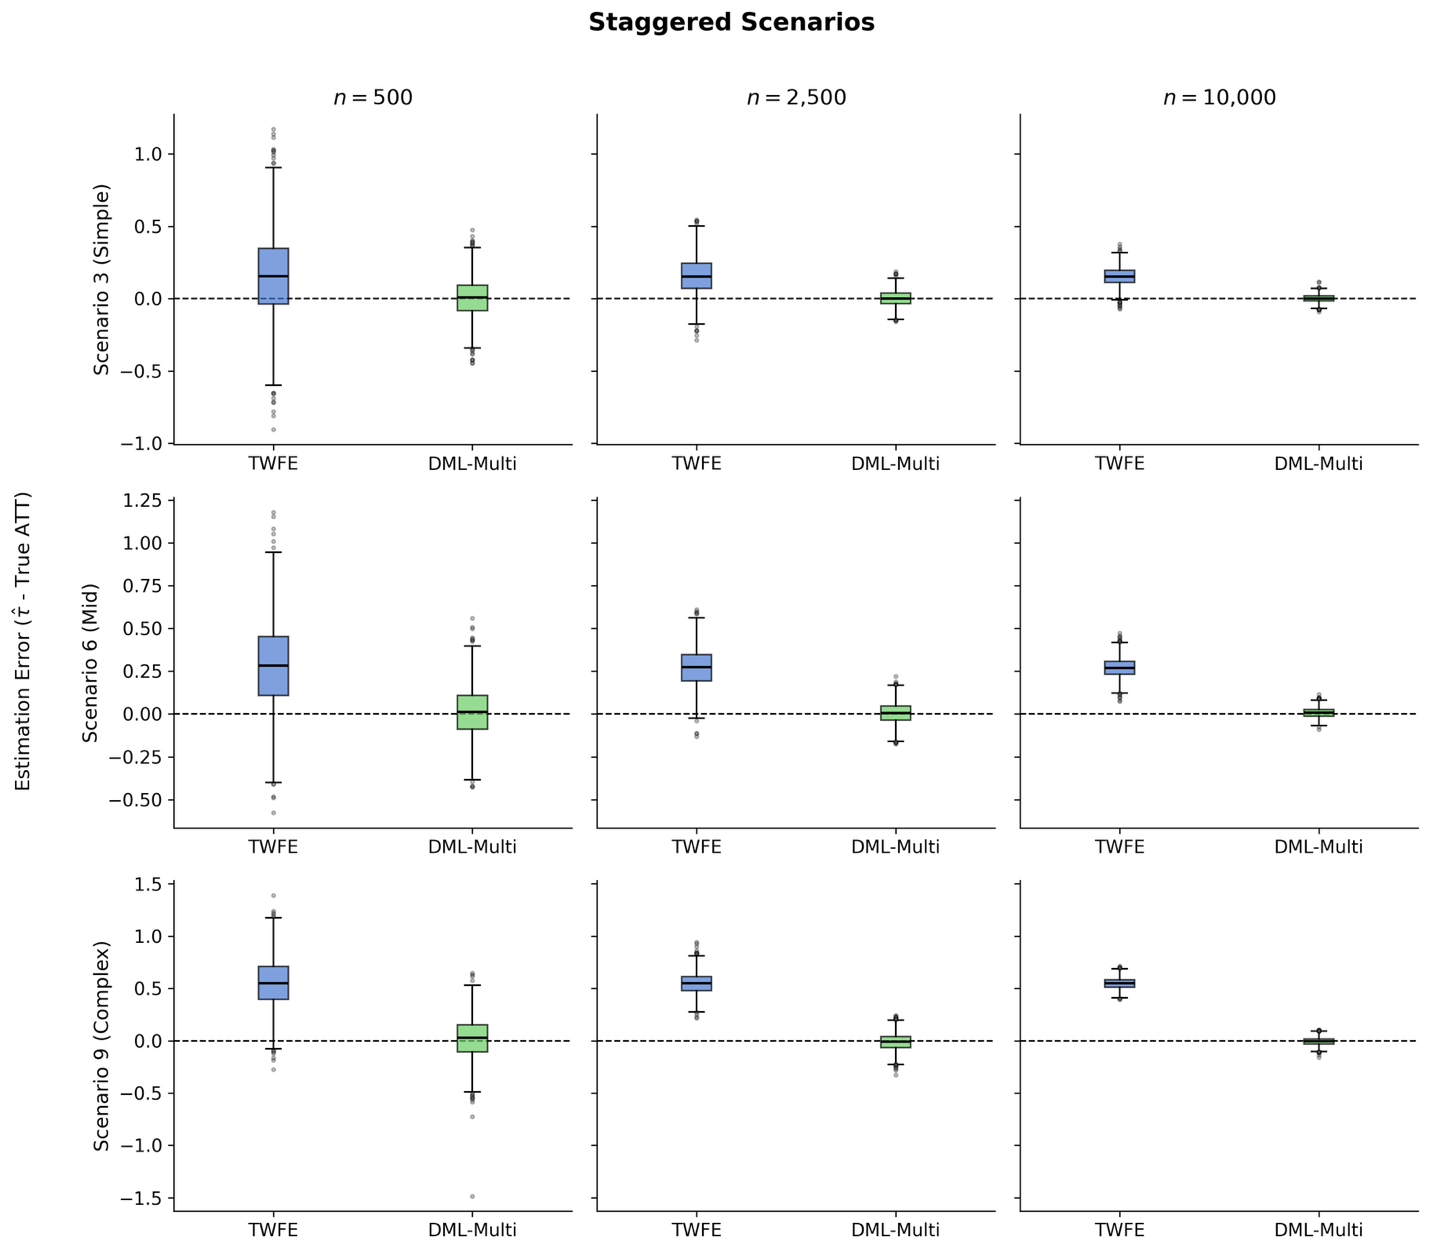 Staggered Scenarios
n = 500
n = 2,500
n = 10,000
Estimation Error (τ̂ - True ATT)
Scenario 3 (Simple)
1.0
0.5
0.0
−0.5
−1.0
TWFE
DML-Multi
TWFE
DML-Multi
TWFE
DML-Multi
Scenario 6 (Mid)
1.25
1.00
0.75
0.50
0.25
0.00
−0.25
−0.50
TWFE
DML-Multi
TWFE
DML-Multi
TWFE
DML-Multi
Scenario 9 (Complex)
1.5
1.0
0.5
0.0
−0.5
−1.0
−1.5
TWFE
DML-Multi
TWFE
DML-Multi
TWFE
DML-Multi